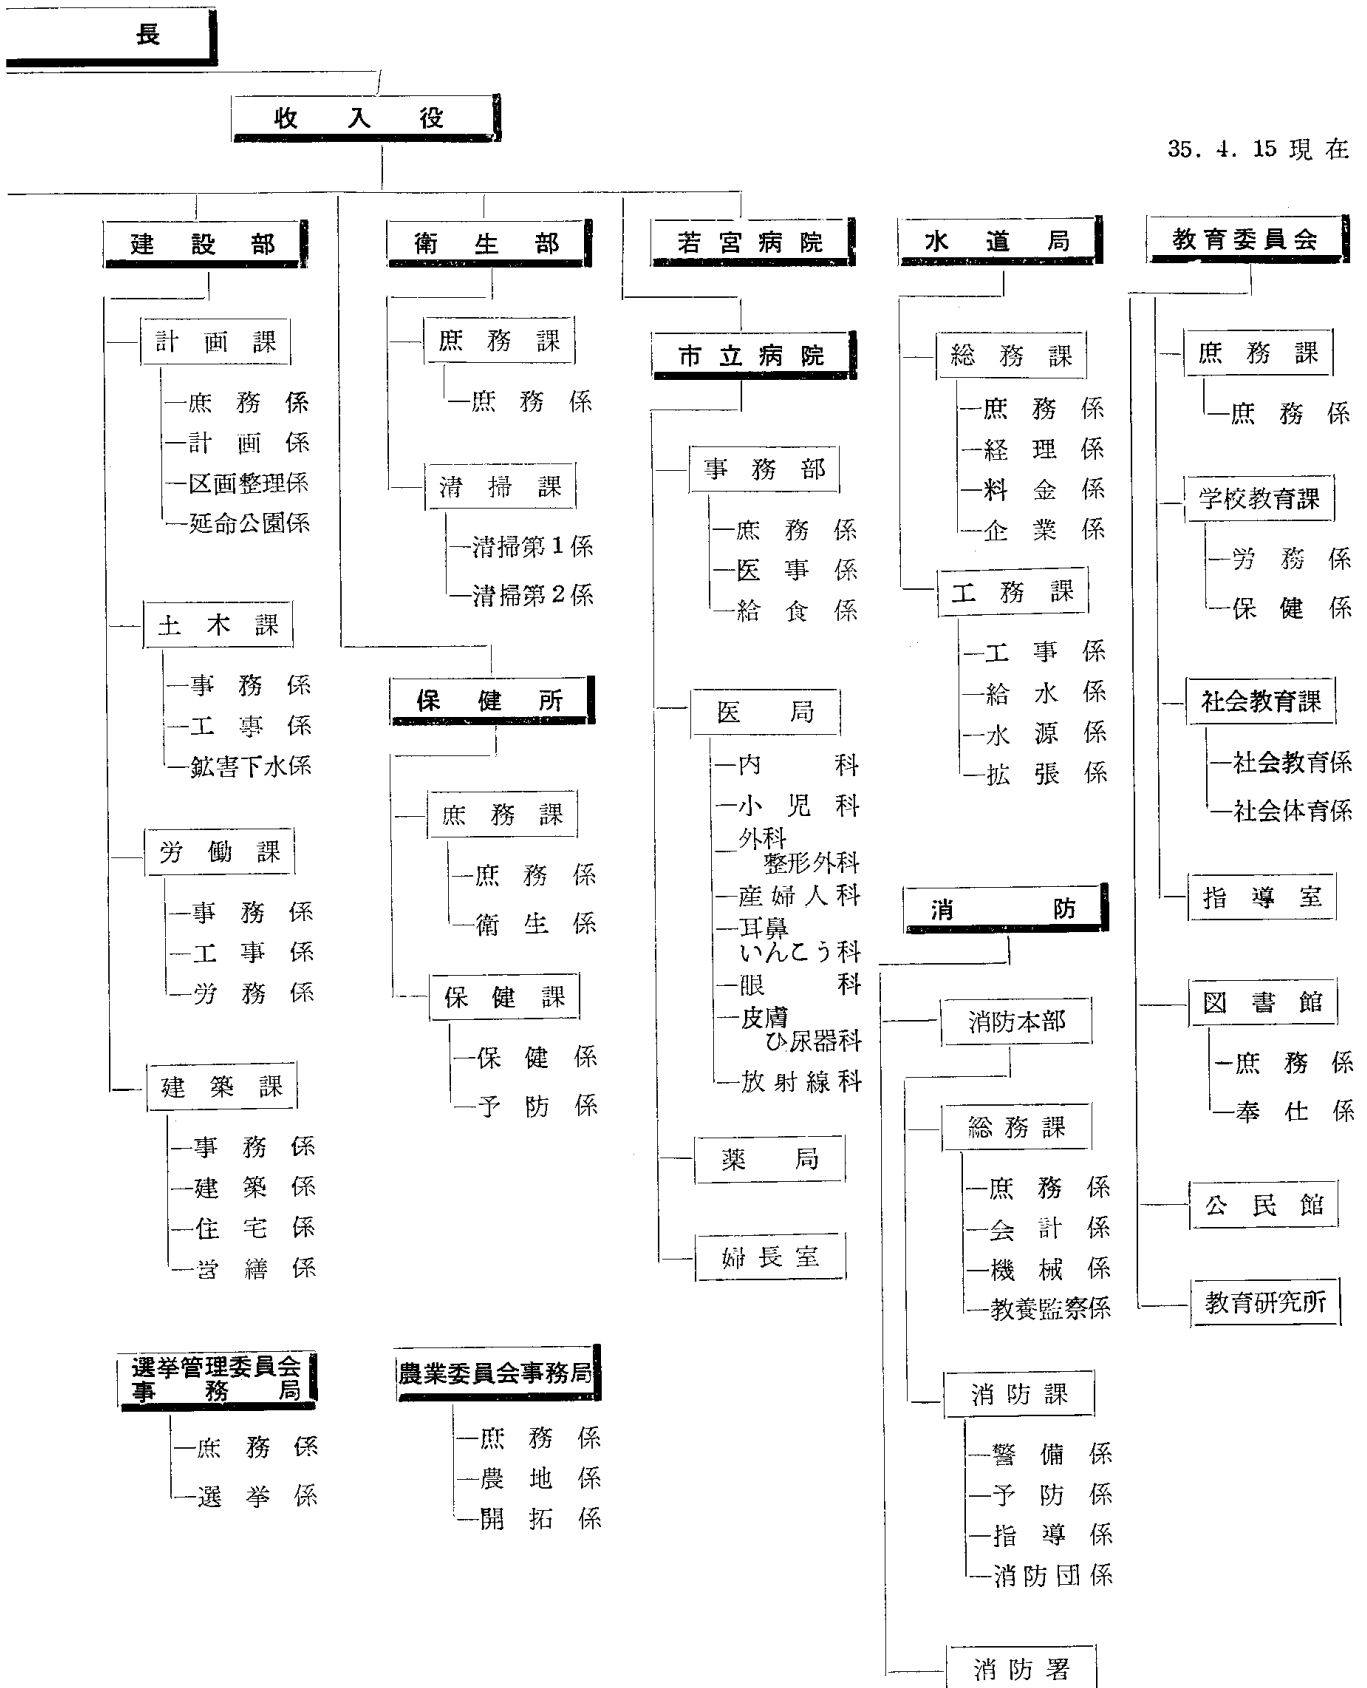 長
収入役
35. 4. 15 現在
建設部
計画課
庶務係
計画係
区画整理係
延命公園係
土木課
事務係
工事係
鉱害下水係
労働課
事務係
工事係
労務係
建築課
事務係
建築係
住宅係
営繕係
選挙管理委員会
事務局
庶務係
選挙係
衛生部
庶務課
庶務係
清掃課
清掃第1係
清掃第2係
保健所
庶務課
庶務係
衛生係
保健課
保健係
予防係
農業委員会事務局
庶務係
農地係
開拓係
若宮病院
市立病院
事務部
庶務係
医事係
給食係
医局
内科
小児科
外科
整形外科
産婦人科
耳鼻
いんこう科
眼科
皮膚
ひ尿器科
放射線科
薬局
婦長室
水道局
総務課
庶務係
経理係
料金係
企業係
工務課
工事係
給水係
水源係
拡張係
消防
消防本部
総務課
庶務係
会計係
機械係
教養監察係
消防課
警備係
予防係
指導係
消防団係
消防署
教育委員会
庶務課
庶務係
学校教育課
労務係
保健係
社会教育課
社会教育係
社会体育係
指導室
図書館
庶務係
奉仕係
公民館
教育研究所